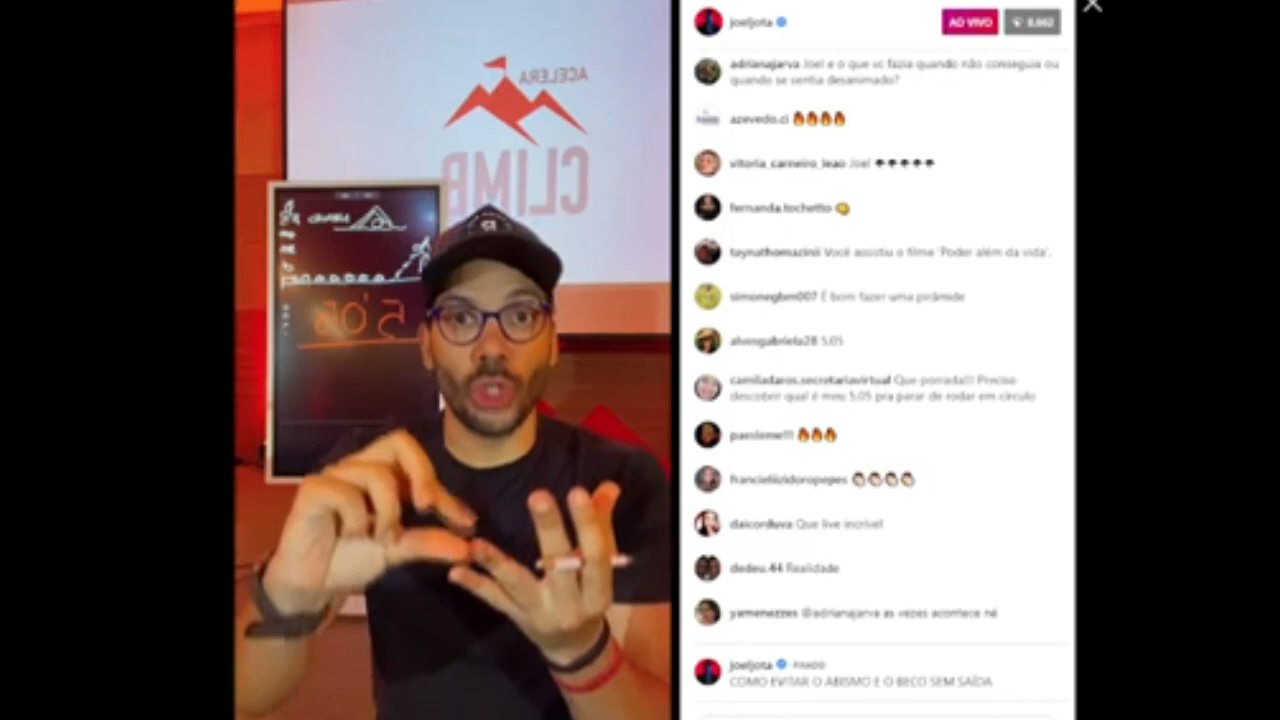 ACELERA
CLIMB
5'05
joeljota
AO VIVO
adrianajarva Joel e o que vc fazia quando não conseguia ou
quando se sentia desanimado?
azevedo.ci 🔥🔥🔥🔥
vitoria_carneiro_leao Joel
fernanda.tochetto
Você assistiu o filme 'Poder além da vida'.
simonegbm007 É bom fazer uma pirâmide
alvesgabriela28 5.05
camiladaros.secretariavirtual Que porrada!!! Preciso
descobrir qual é meu 5.05 pra parar de rodar em círculo
🔥🔥🔥
daicorduva Que live incrível
dedeu.44 Realidade
yamenezzes @adrianajarva as vezes acontece né
joeljota FIXADO
COMO EVITAR O ABISMO E O BECO SEM SAÍDA